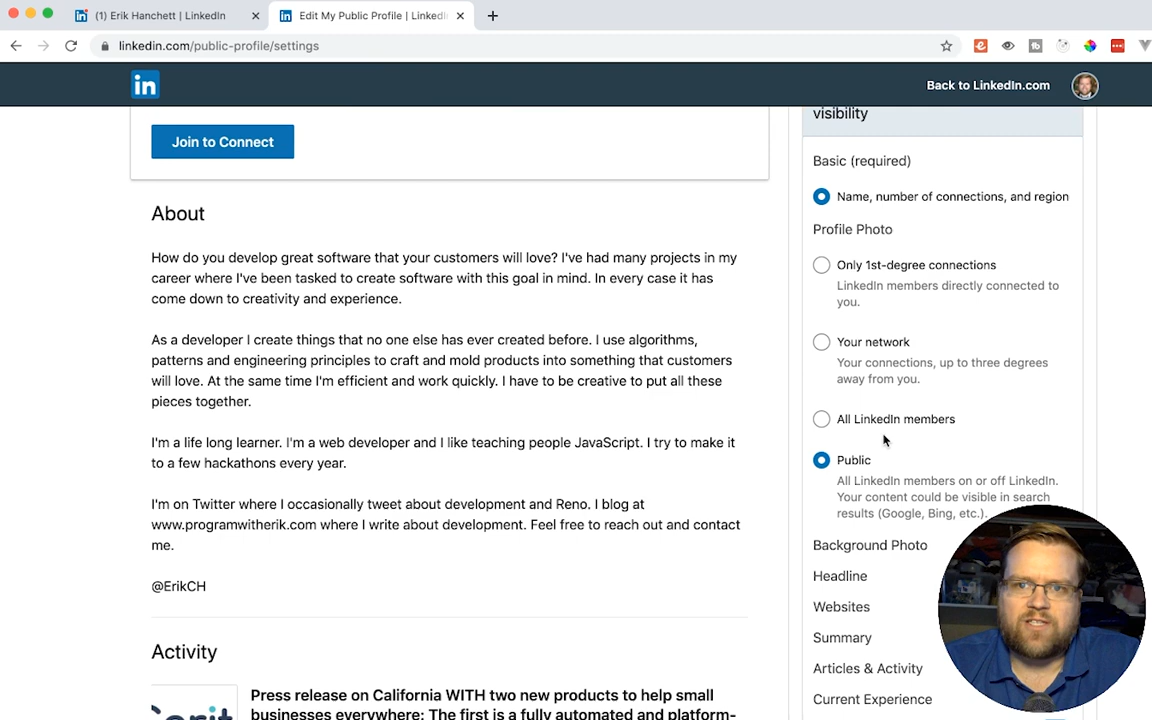 (1) Erik Hanchett | LinkedIn
Edit My Public Profile | Linked
linkedin.com/public-profile/settings
in
Back to LinkedIn.com
Join to Connect
About
How do you develop great software that your customers will love? I've had many projects in my
career where I've been tasked to create software with this goal in mind. In every case it has
come down to creativity and experience.
As a developer I create things that no one else has ever created before. I use algorithms,
patterns and engineering principles to craft and mold products into something that customers
will love. At the same time I'm efficient and work quickly. I have to be creative to put all these
pieces together.
I'm a life long learner. I'm a web developer and I like teaching people JavaScript. I try to make it
to a few hackathons every year.
I'm on Twitter where I occasionally tweet about development and Reno. I blog at
www.programwitherik.com where I write about development. Feel free to reach out and contact
me.
@ErikCH
Activity
Press release on California WITH two new products to help small
businesses everywhere: The first is a fully automated and platform-
visibility
Basic (required)
Name, number of connections, and region
Profile Photo
Only 1st-degree connections
LinkedIn members directly connected to
you.
Your network
Your connections, up to three degrees
away from you.
All LinkedIn members
Public
All LinkedIn members on or off LinkedIn.
Your content could be visible in search
results (Google, Bing, etc.).
Background Photo
Headline
Websites
Summary
Articles & Activity
Current Experience